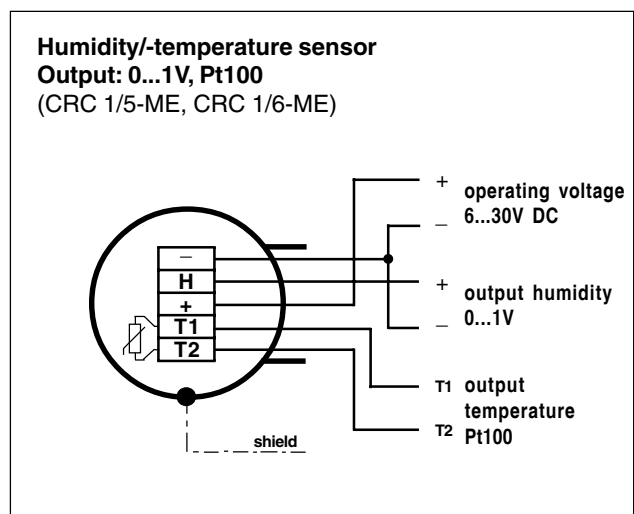 Humidity/-temperature sensor
Output: 0...1V, Pt100
(CRC 1/5-ME, CRC 1/6-ME)
+ operating voltage
− 6...30V DC
−
H
+
T1
T2
+ output humidity
− 0...1V
T1 output
temperature
T2 Pt100
shield